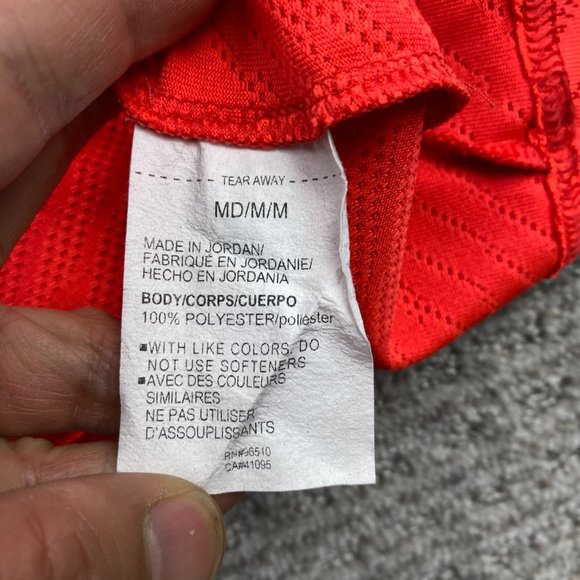 TEAR AWAY
MD/M/M
MADE IN JORDAN/
FABRIQUÉ EN JORDANIE/
HECHO EN JORDANIA
BODY/CORPS/CUERPO
100% POLYESTER/poliéster
▪WITH LIKE COLORS. DO
NOT USE SOFTENERS
▪AVEC DES COULEURS
SIMILAIRES
NE PAS UTILISER
D'ASSOUPLISSANTS
RN#96510
CA#41095